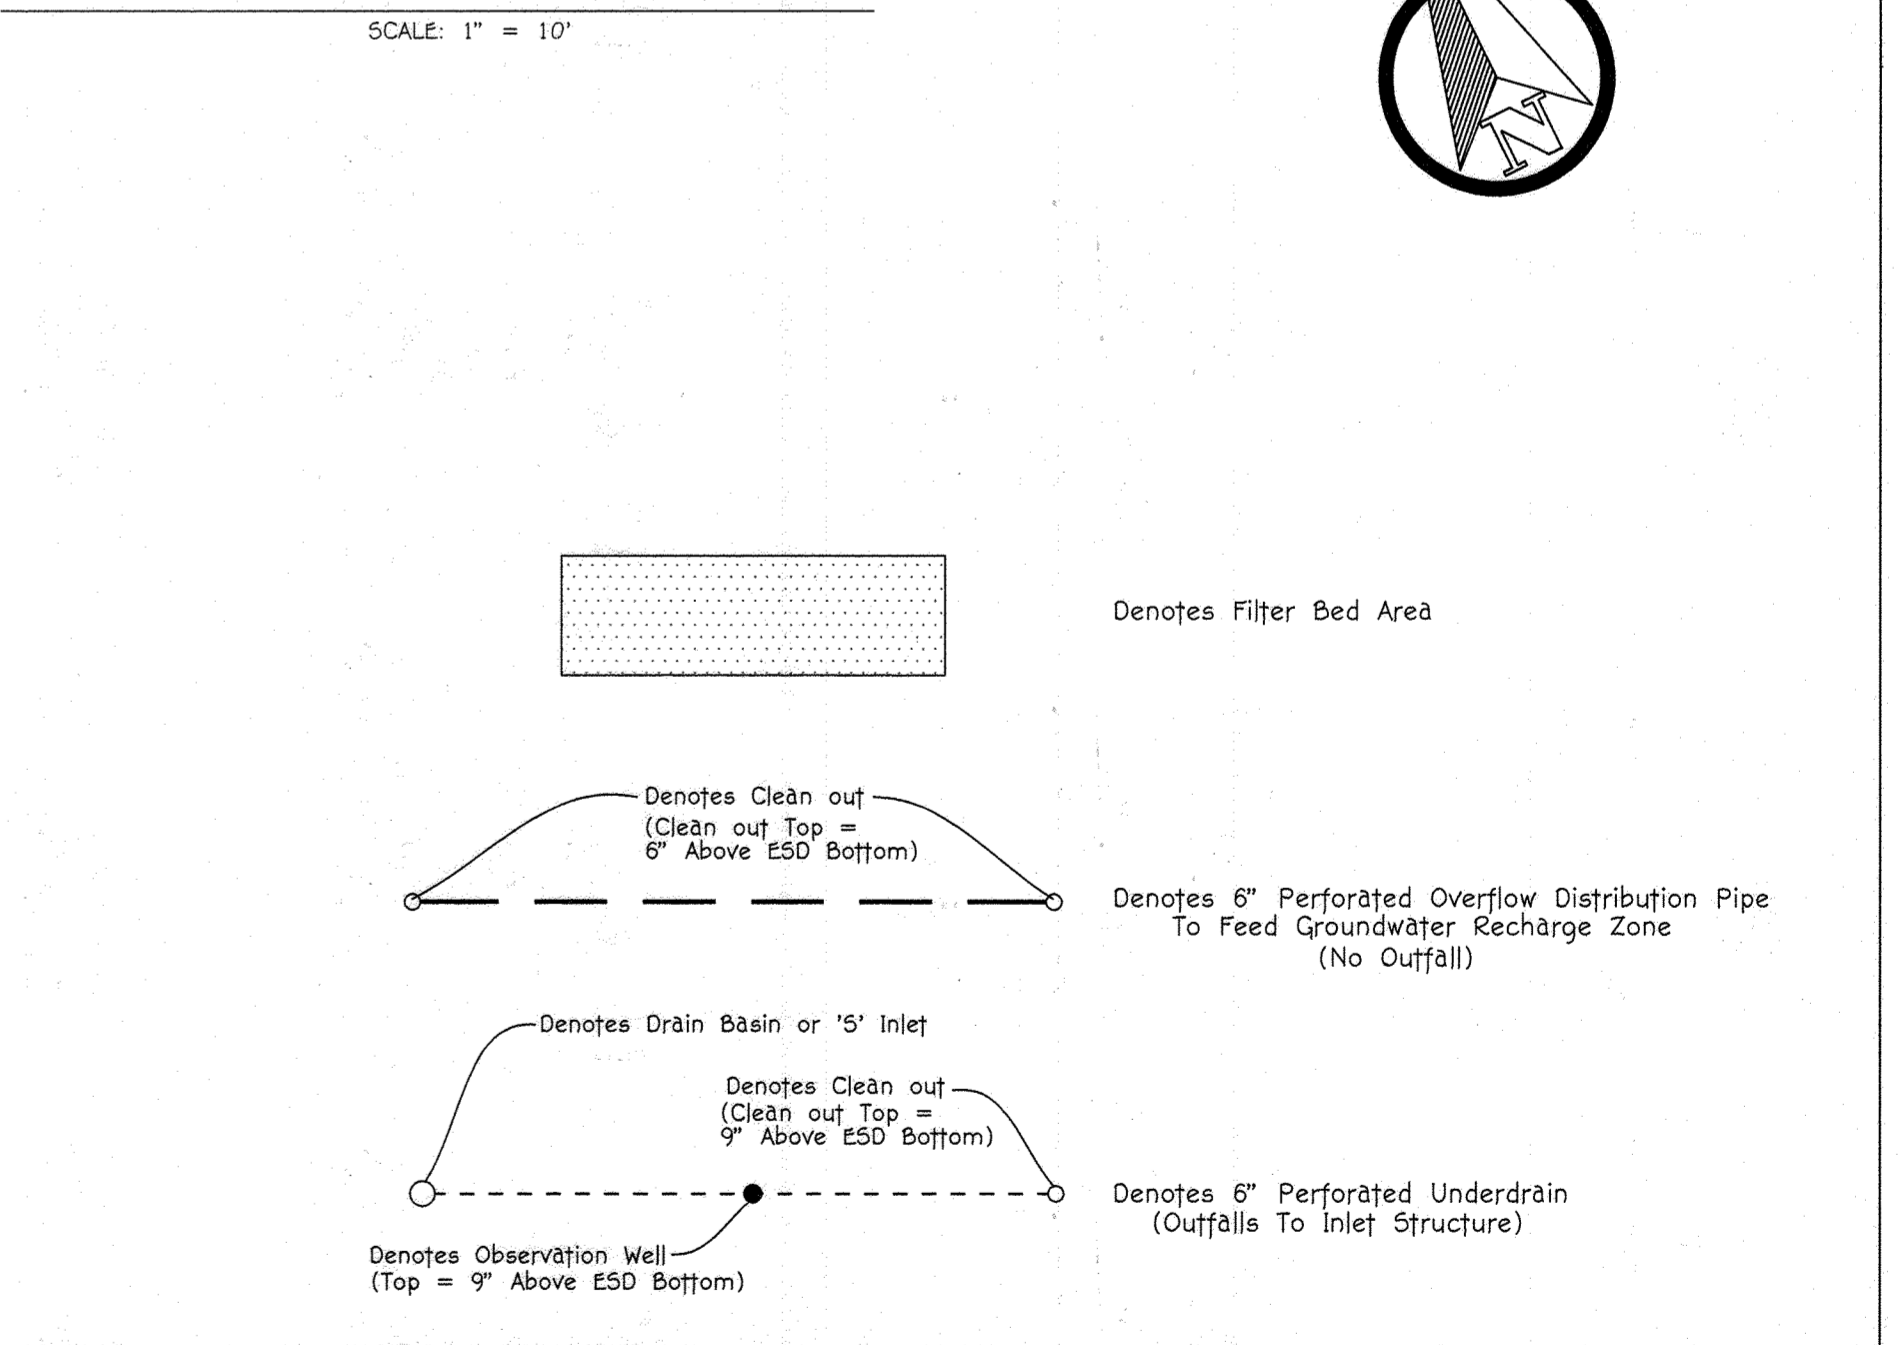 SCALE: 1" = 10'
N
Denotes Filter Bed Area
Denotes Clean out
(Clean out Top =
6" Above ESD Bottom)
Denotes 6" Perforated Overflow Distribution Pipe
To Feed Groundwater Recharge Zone
(No Outfall)
Denotes Drain Basin or 'S' Inlet
Denotes Clean out
(Clean out Top =
9" Above ESD Bottom)
Denotes 6" Perforated Underdrain
(Outfalls To Inlet Structure)
Denotes Observation Well
(Top = 9" Above ESD Bottom)